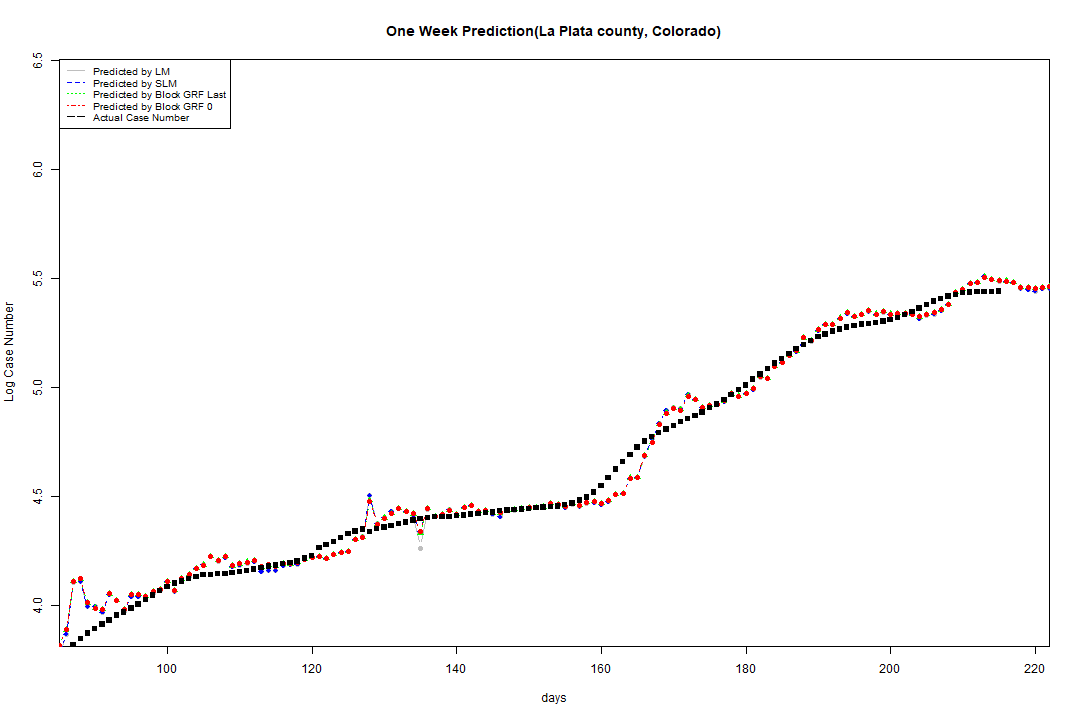 One Week Prediction(La Plata county, Colorado)
6.5
Predicted by LM
Predicted by SLM
Predicted by Block GRF Last
Predicted by Block GRF 0
Actual Case Number
6.0
5.5
5.0
4.5
4.0
Log Case Number
100 120 140 160 180 200 220
days